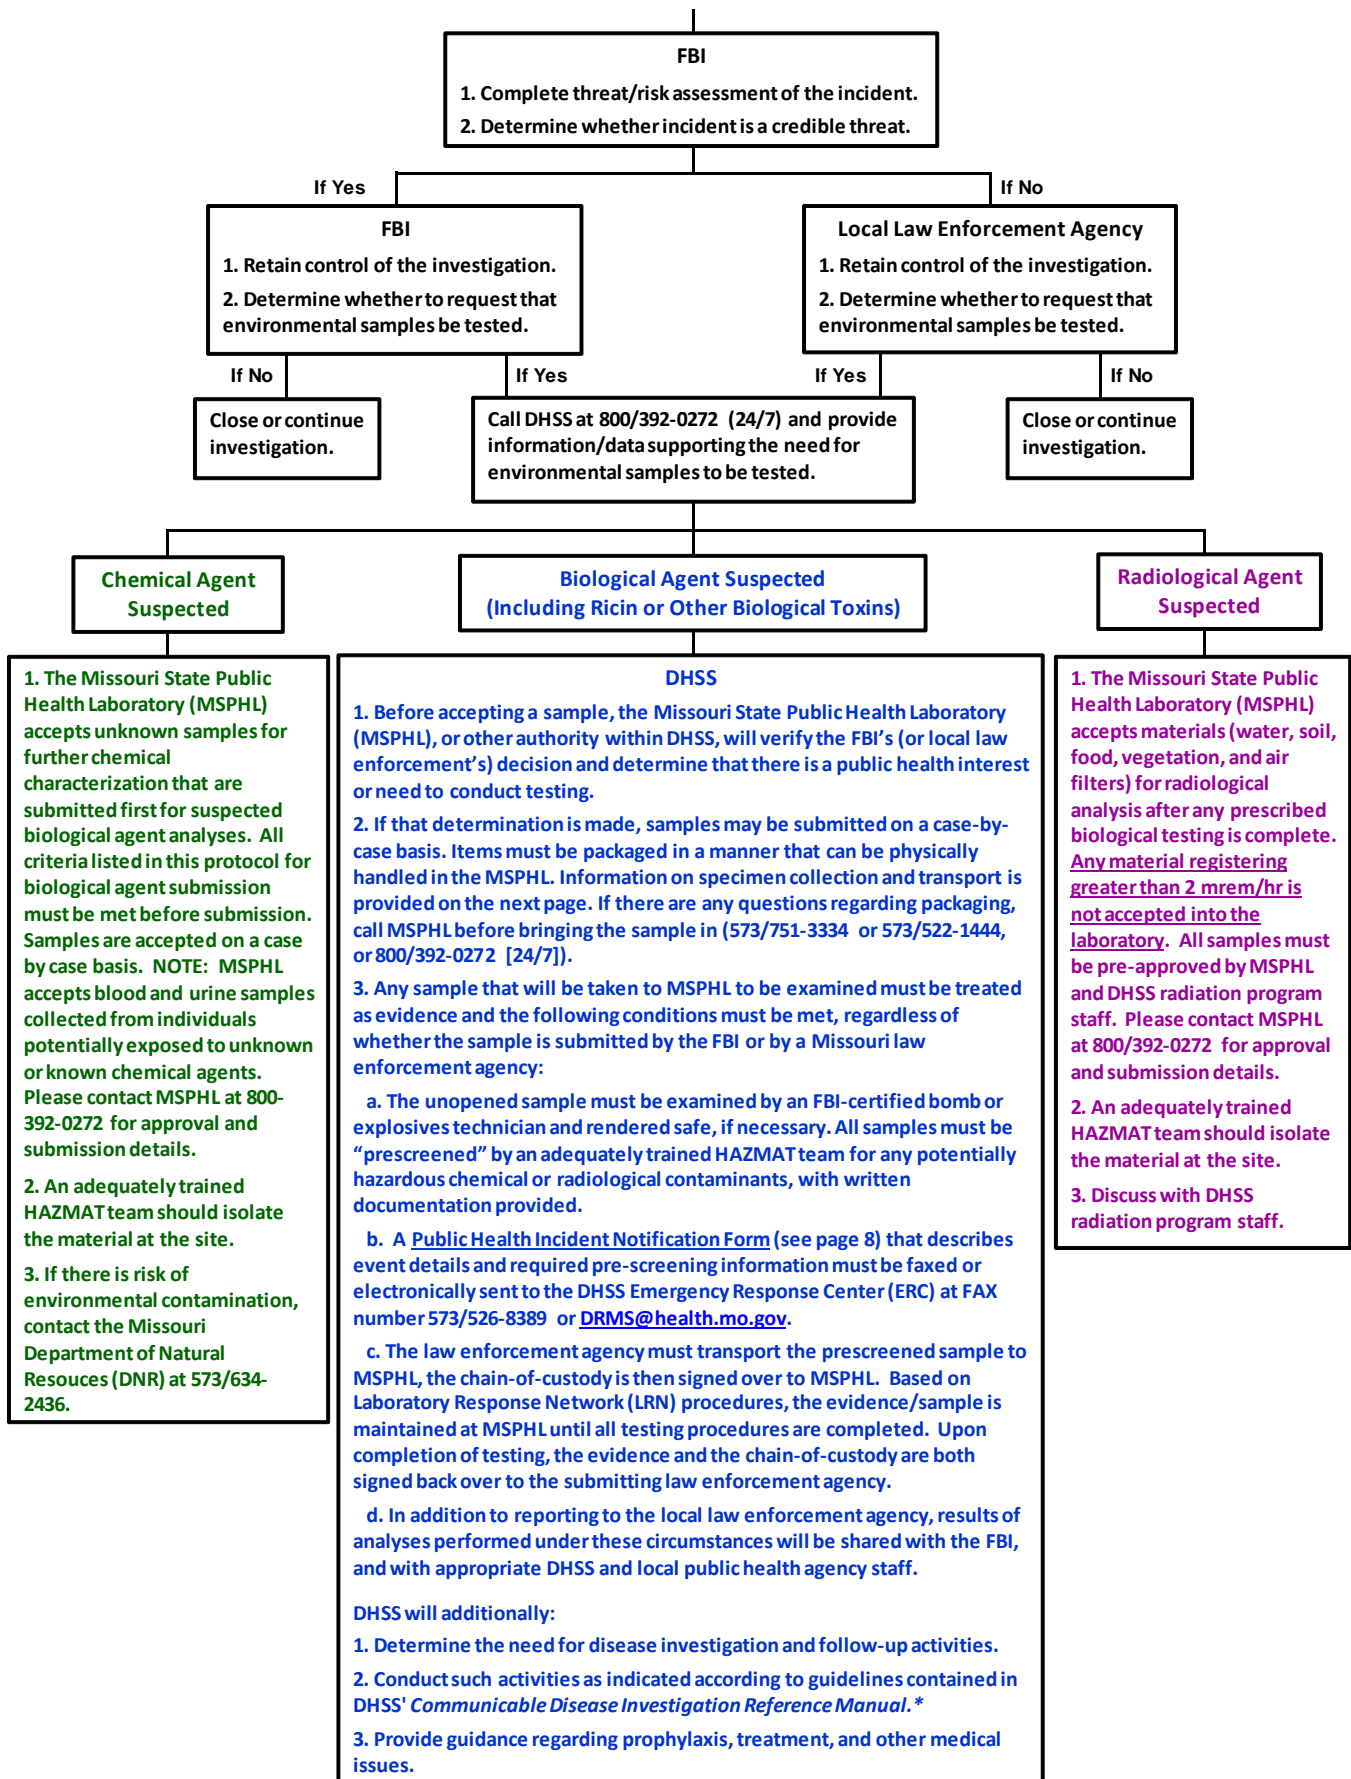 FBI
1. Complete threat/risk assessment of the incident.
2. Determine whether incident is a credible threat.
If Yes
If No
FBI
1. Retain control of the investigation.
2. Determine whether to request that
environmental samples be tested.
Local Law Enforcement Agency
1. Retain control of the investigation.
2. Determine whether to request that
environmental samples be tested.
If No
If Yes
If Yes
If No
Close or continue
investigation.
Call DHSS at 800/392-0272 (24/7) and provide
information/data supporting the need for
environmental samples to be tested.
Close or continue
investigation.
Chemical Agent
Suspected
Biological Agent Suspected
(Including Ricin or Other Biological Toxins)
Radiological Agent
Suspected
1. The Missouri State Public
Health Laboratory (MSPHL)
accepts unknown samples for
further chemical
characterization that are
submitted first for suspected
biological agent analyses. All
criteria listed in this protocol for
biological agent submission
must be met before submission.
Samples are accepted on a case
by case basis. NOTE: MSPHL
accepts blood and urine samples
collected from individuals
potentially exposed to unknown
or known chemical agents.
Please contact MSPHL at 800-
392-0272 for approval and
submission details.
2. An adequately trained
HAZMAT team should isolate
the material at the site.
3. If there is risk of
environmental contamination,
contact the Missouri
Department of Natural
Resouces (DNR) at 573/634-
2436.
DHSS
1. Before accepting a sample, the Missouri State Public Health Laboratory
(MSPHL), or other authority within DHSS, will verify the FBI's (or local law
enforcement's) decision and determine that there is a public health interest
or need to conduct testing.
2. If that determination is made, samples may be submitted on a case-by-
case basis. Items must be packaged in a manner that can be physically
handled in the MSPHL. Information on specimen collection and transport is
provided on the next page. If there are any questions regarding packaging,
call MSPHL before bringing the sample in (573/751-3334 or 573/522-1444,
or 800/392-0272 [24/7]).
3. Any sample that will be taken to MSPHL to be examined must be treated
as evidence and the following conditions must be met, regardless of
whether the sample is submitted by the FBI or by a Missouri law
enforcement agency:
a. The unopened sample must be examined by an FBI-certified bomb or
explosives technician and rendered safe, if necessary. All samples must be
“prescreened” by an adequately trained HAZMAT team for any potentially
hazardous chemical or radiological contaminants, with written
documentation provided.
b. A Public Health Incident Notification Form (see page 8) that describes
event details and required pre-screening information must be faxed or
electronically sent to the DHSS Emergency Response Center (ERC) at FAX
number 573/526-8389 or DRMS@health.mo.gov.
c. The law enforcement agency must transport the prescreened sample to
MSPHL, the chain-of-custody is then signed over to MSPHL. Based on
Laboratory Response Network (LRN) procedures, the evidence/sample is
maintained at MSPHL until all testing procedures are completed. Upon
completion of testing, the evidence and the chain-of-custody are both
signed back over to the submitting law enforcement agency.
d. In addition to reporting to the local law enforcement agency, results of
analyses performed under these circumstances will be shared with the FBI,
and with appropriate DHSS and local public health agency staff.
DHSS will additionally:
1. Determine the need for disease investigation and follow-up activities.
2. Conduct such activities as indicated according to guidelines contained in
DHSS' Communicable Disease Investigation Reference Manual.*
3. Provide guidance regarding prophylaxis, treatment, and other medical
issues.
1. The Missouri State Public
Health Laboratory (MSPHL)
accepts materials (water, soil,
food, vegetation, and air
filters) for radiological
analysis after any prescribed
biological testing is complete.
Any material registering
greater than 2 mrem/hr is
not accepted into the
laboratory. All samples must
be pre-approved by MSPHL
and DHSS radiation program
staff. Please contact MSPHL
at 800/392-0272 for approval
and submission details.
2. An adequately trained
HAZMAT team should isolate
the material at the site.
3. Discuss with DHSS
radiation program staff.